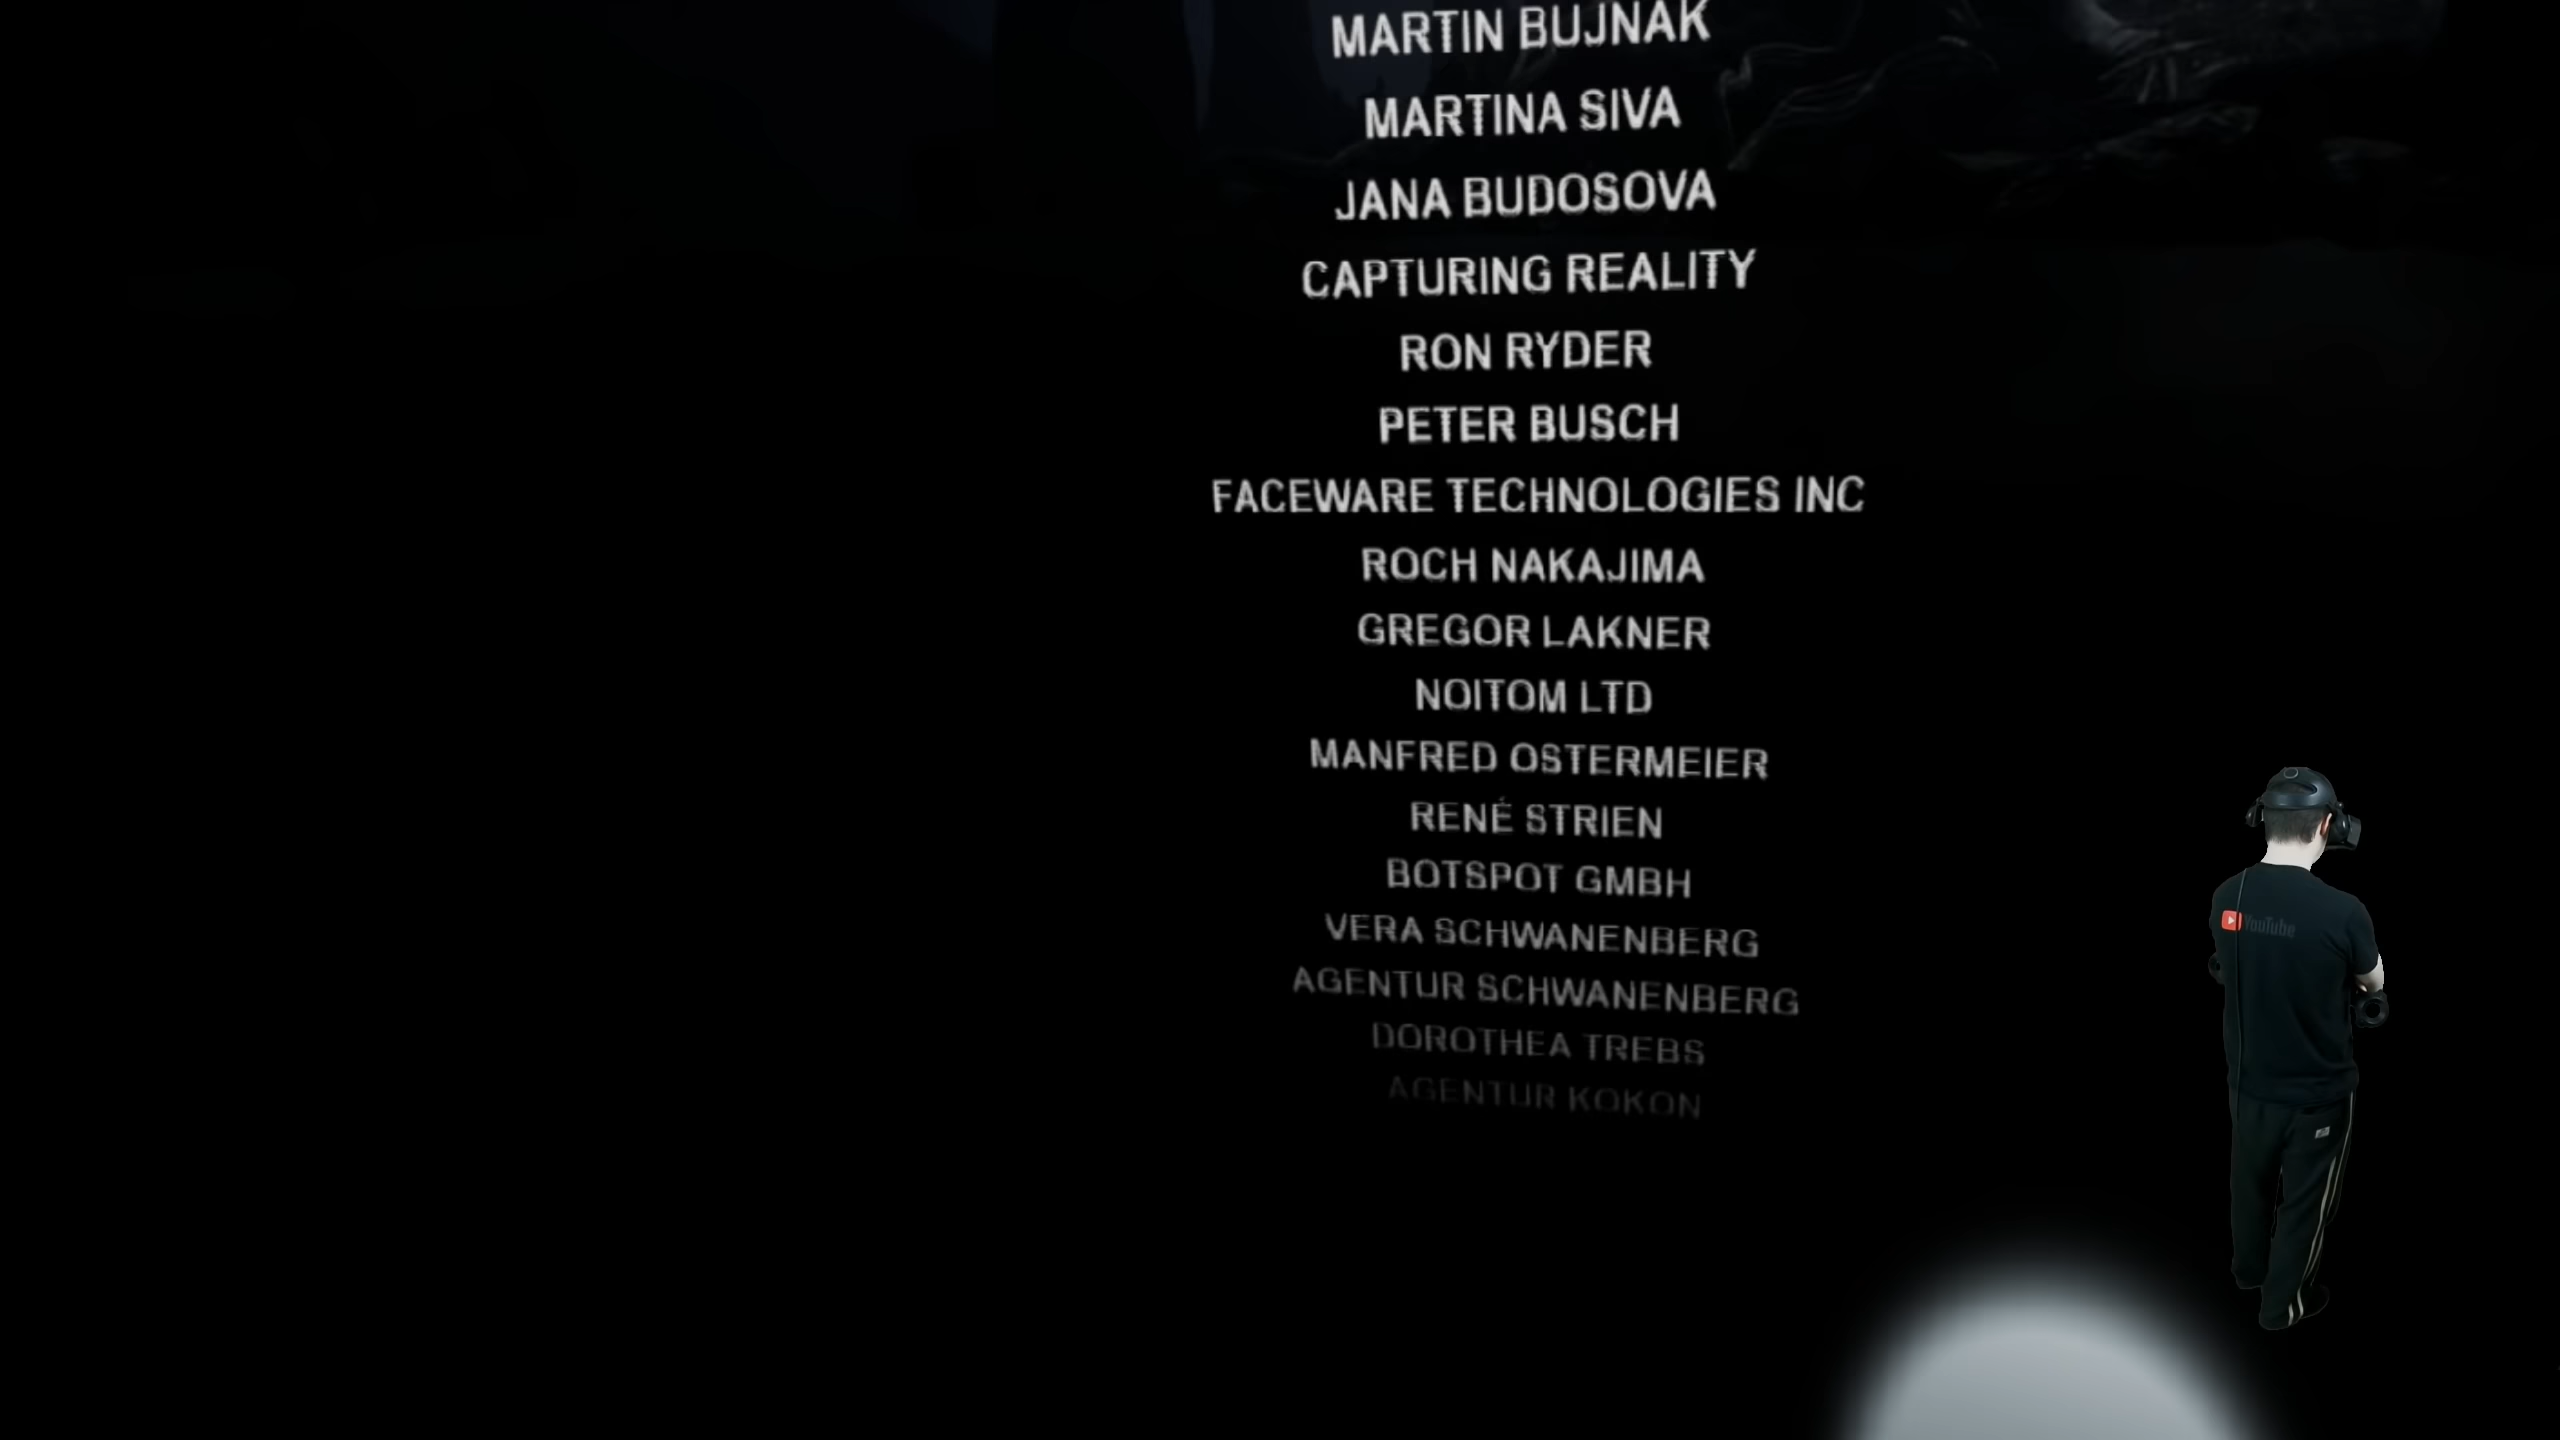 MARTIN BUJNAK
MARTINA SIVA
JANA BUDOSOVA
CAPTURING REALITY
RON RYDER
PETER BUSCH
FACEWARE TECHNOLOGIES INC
ROCH NAKAJIMA
GREGOR LAKNER
NOITOM LTD
MANFRED OSTERMEIER
RENÉ STRIEN
BOTSPOT GMBH
VERA SCHWANENBERG
AGENTUR SCHWANENBERG
DOROTHEA TREBS
AGENTUR KOKON
YouTube